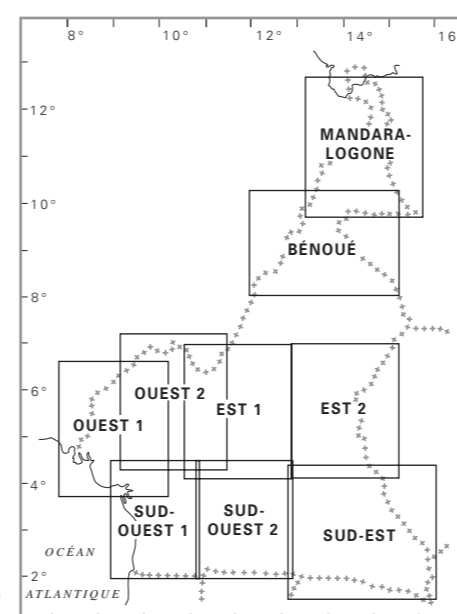 8° 10° 12° 14° 16
12°
MANDARA-
LOGONE
10°
BÉNOUÉ
8°
6°
OUEST 2
OUEST 1
EST 1
EST 2
4°
SUD-
OUEST 1
SUD-
OUEST 2
SUD-EST
OCÉAN
2°
ATLANTIQUE